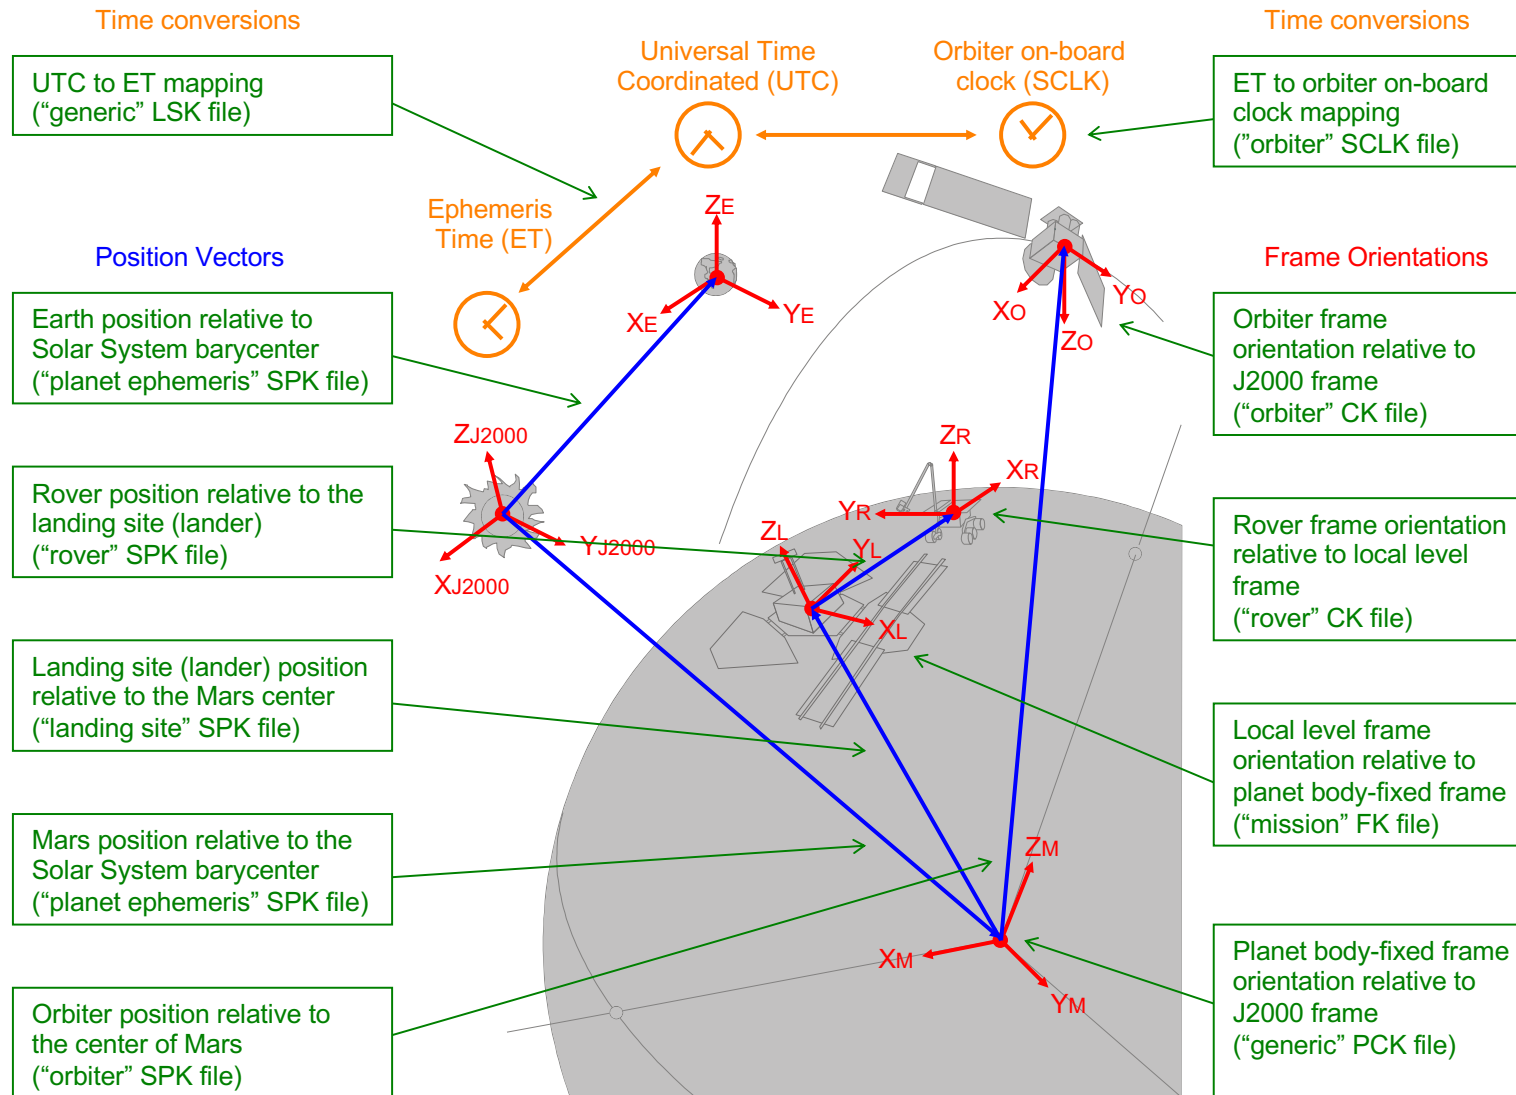 Time conversions
UTC to ET mapping
(“generic” LSK file)
Position Vectors
Earth position relative to
Solar System barycenter
(“planet ephemeris” SPK file)
Rover position relative to the
landing site (lander)
(“rover” SPK file)
Landing site (lander) position
relative to the Mars center
(“landing site” SPK file)
Mars position relative to the
Solar System barycenter
(“planet ephemeris” SPK file)
Orbiter position relative to
the center of Mars
(“orbiter” SPK file)
Universal Time
Coordinated (UTC)
Orbiter on-board
clock (SCLK)
Ephemeris
Time (ET)
ZE
XE
YE
XO
YO
ZO
ZJ2000
YJ2000
XJ2000
ZR
XR
YR
ZL
YL
XL
ZM
XM
YM
Time conversions
ET to orbiter on-board
clock mapping
(”orbiter” SCLK file)
Frame Orientations
Orbiter frame
orientation relative to
J2000 frame
(“orbiter” CK file)
Rover frame orientation
relative to local level
frame
(“rover” CK file)
Local level frame
orientation relative to
planet body-fixed frame
(“mission” FK file)
Planet body-fixed frame
orientation relative to
J2000 frame
(“generic” PCK file)